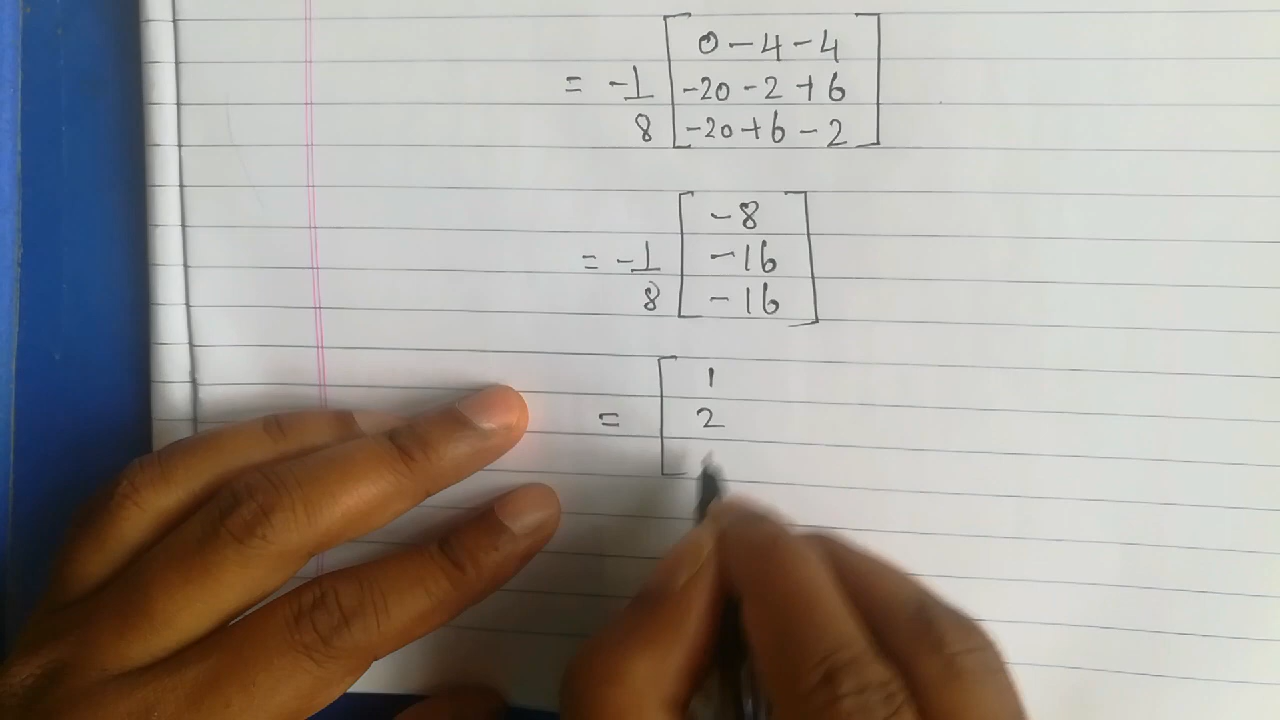 0 - 4 - 4
= -1 -20 - 2 + 6
8 -20 + 6 - 2
-8
= -1 -16
8 -16
1
= 2